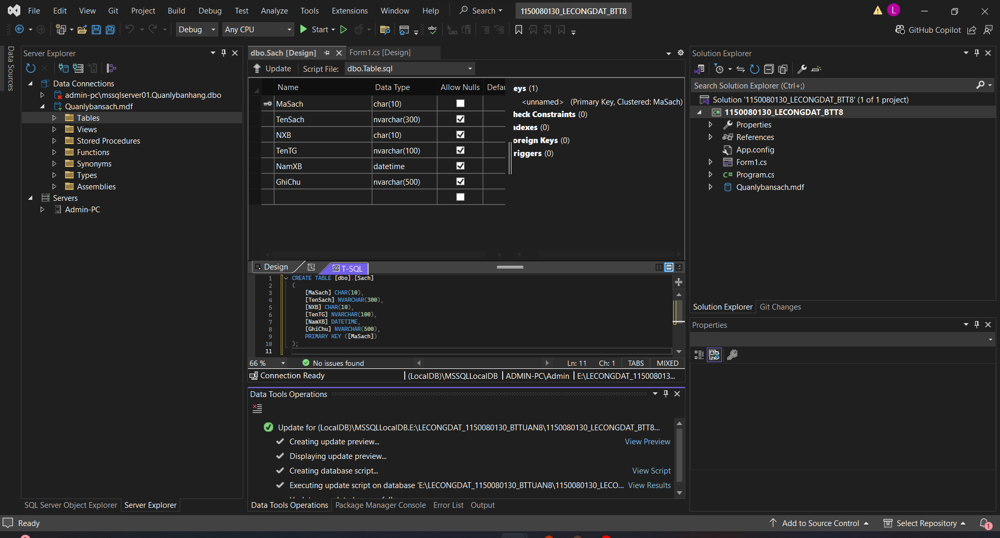 File Edit View Git Project Build Debug Test Analyze Tools Extensions Window Help Search 1150080130_LECONGDAT_BTT8 L
Debug Any CPU Start abc GitHub Copilot
Data Sources
Server Explorer
Data Connections
admin-pc\mssqlserver01.Quanlybanhang.dbo
Quanlybansach.mdf
Tables
Views
Stored Procedures
Functions
Synonyms
Types
Assemblies
Servers
Admin-PC
SQL Server Object Explorer Server Explorer
dbo.Sach [Design] Form1.cs [Design]
Update Script File: dbo.Table.sql
Name Data Type Allow Nulls Defau
MaSach char(10)
TenSach nvarchar(300)
NXB char(10)
TenTG nvarchar(100)
NamXB datetime
GhiChu nvarchar(500)
eys (1)
<unnamed> (Primary Key, Clustered: MaSach)
heck Constraints (0)
ndexes (0)
oreign Keys (0)
riggers (0)
Design T-SQL
1 CREATE TABLE [dbo].[Sach]
2 (
3 [MaSach] CHAR(10),
4 [TenSach] NVARCHAR(300),
5 [NXB] CHAR(10),
6 [TenTG] NVARCHAR(100),
7 [NamXB] DATETIME,
8 [GhiChu] NVARCHAR(500),
9 PRIMARY KEY ([MaSach])
10 );
11
66 % No issues found Ln: 11 Ch: 1 TABS MIXED
Connection Ready (LocalDB)\MSSQLLocalDB ADMIN-PC\Admin E:\LECONGDAT_115008013...
Data Tools Operations
Update for (LocalDB)\MSSQLLocalDB.E:\LECONGDAT_1150080130_BTTUAN8\1150080130_LECONGDAT_BTT8...
Creating update preview... View Preview
Displaying update preview...
Creating database script... View Script
Executing update script on database 'E:\LECONGDAT_1150080130_BTTUAN8\1150080130_LECO... View Results
Data Tools Operations Package Manager Console Error List Output
Solution Explorer
Search Solution Explorer (Ctrl+;)
Solution '1150080130_LECONGDAT_BTT8' (1 of 1 project)
C# 1150080130_LECONGDAT_BTT8
Properties
References
App.config
Form1.cs
C# Program.cs
Quanlybansach.mdf
Solution Explorer Git Changes
Properties
Ready Add to Source Control Select Repository 1